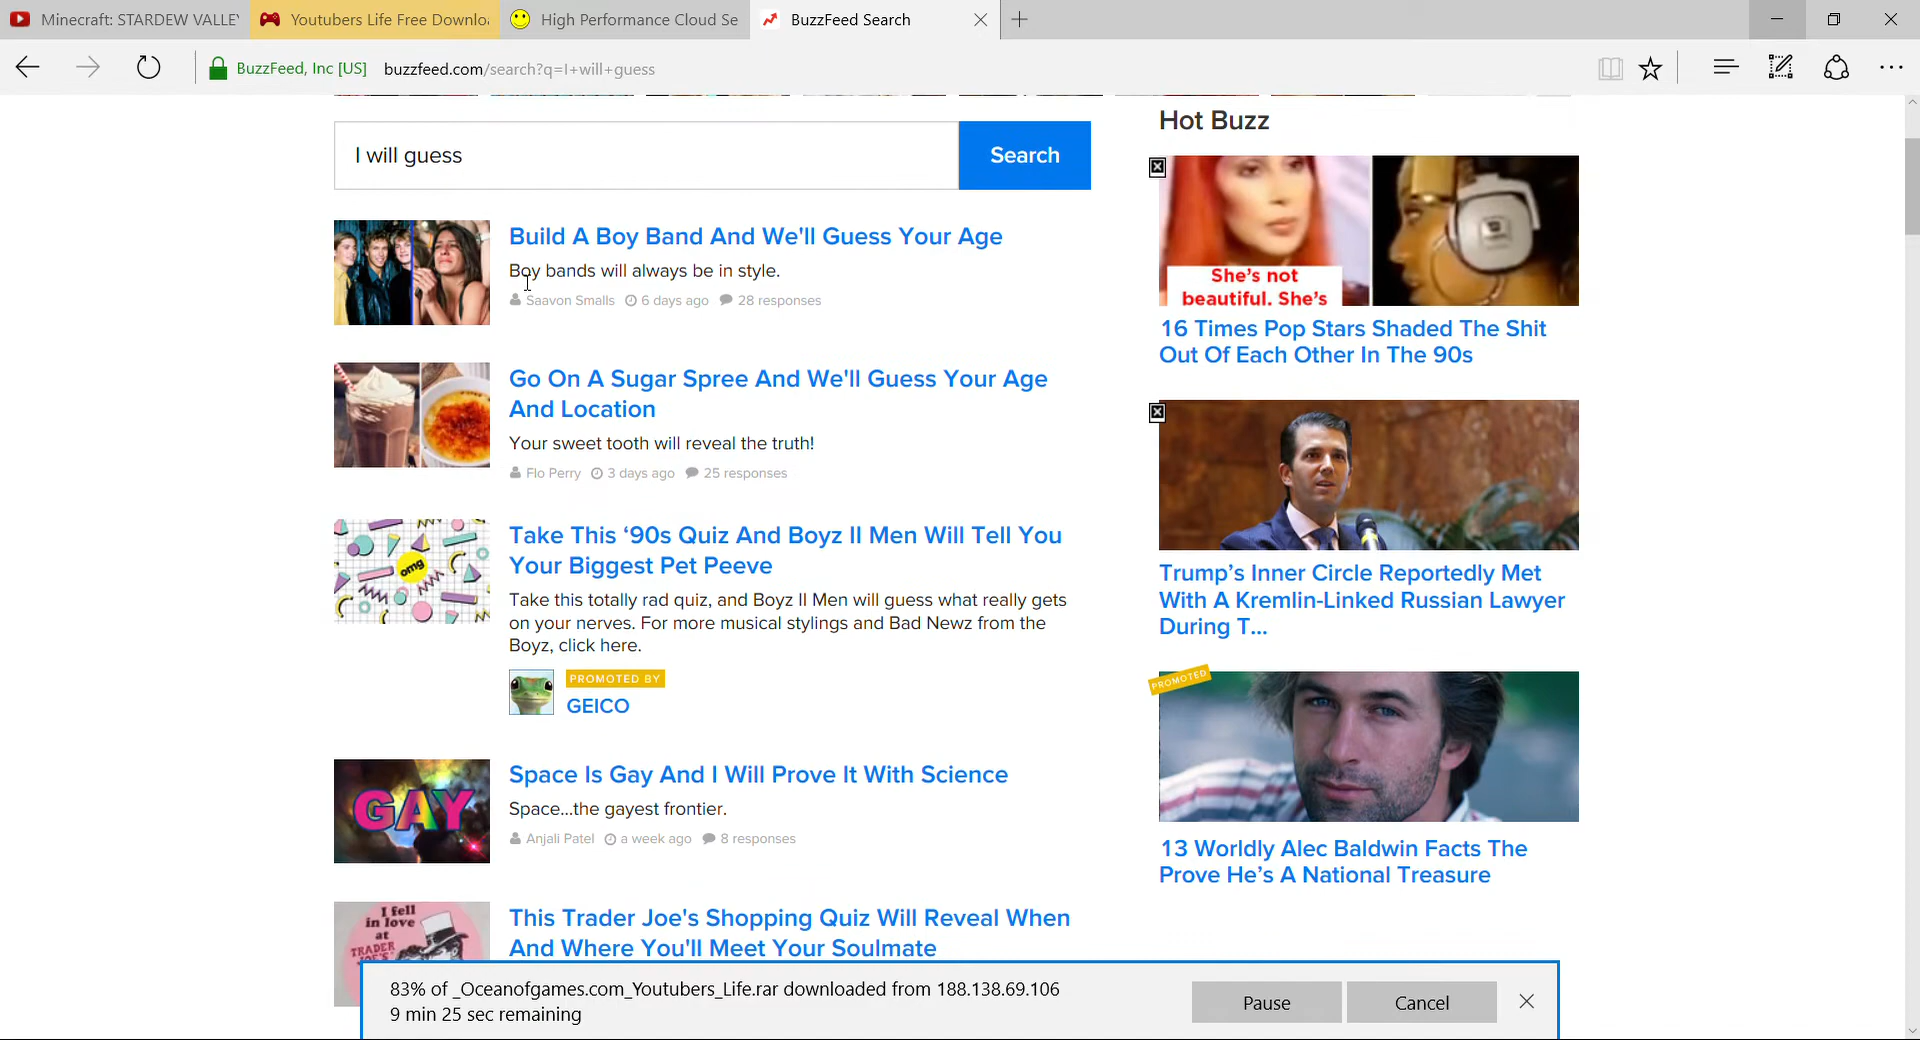 Minecraft: STARDEW VALLEY
Youtubers Life Free Downlo
High Performance Cloud Se
BuzzFeed Search
BuzzFeed, Inc [US]
buzzfeed.com/search?q=I+will+guess
I will guess
Search
Build A Boy Band And We'll Guess Your Age
Boy bands will always be in style.
Saavon Smalls 6 days ago 28 responses
Go On A Sugar Spree And We'll Guess Your Age
And Location
Your sweet tooth will reveal the truth!
Flo Perry 3 days ago 25 responses
omg
Take This ‘90s Quiz And Boyz II Men Will Tell You
Your Biggest Pet Peeve
Take this totally rad quiz, and Boyz II Men will guess what really gets
on your nerves. For more musical stylings and Bad Newz from the
Boyz, click here.
PROMOTED BY
GEICO
GAY
Space Is Gay And I Will Prove It With Science
Space...the gayest frontier.
Anjali Patel a week ago 8 responses
I fell
in love
at
TRADER
JOE'S
This Trader Joe's Shopping Quiz Will Reveal When
And Where You'll Meet Your Soulmate
Hot Buzz
She's not
beautiful. She's
16 Times Pop Stars Shaded The Shit
Out Of Each Other In The 90s
Trump’s Inner Circle Reportedly Met
With A Kremlin-Linked Russian Lawyer
During T...
PROMOTED
13 Worldly Alec Baldwin Facts The
Prove He’s A National Treasure
83% of _Oceanofgames.com_Youtubers_Life.rar downloaded from 188.138.69.106
9 min 25 sec remaining
Pause
Cancel